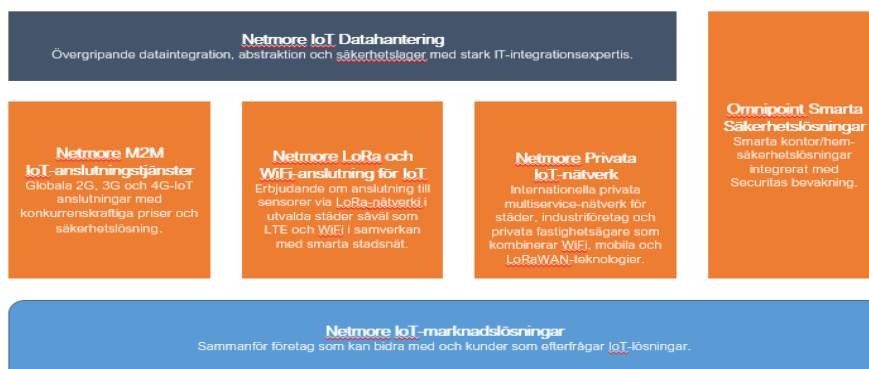 Netmore IoT Datahantering
Övergripande dataintegration, abstraktion och säkerhetslager med stark IT-integrationsexpertis.
Netmore M2M
IoT-anslutningstjänster
Globala 2G, 3G och 4G-IoT
anslutningar med
konkurrenskraftiga priser och
säkerhetslösning.
Netmore LoRa och
WiFi-anslutning för IoT
Erbjudande om anslutning till
sensorer via LoRa-nätverki i
utvalda städer såväl som
LTE och WiFi i samverkan
med smarta stadsnät.
Netmore Privata
IoT-nätverk
Internationella privata
multiservice-nätverk för
städer, industriföretag och
privata fastighetsägare som
kombinerar WiFi, mobila och
LoRaWAN-teknologier.
Omnipoint Smarta
Säkerhetslösningar
Smarta kontor/hem-
säkerhetslösningar
integrerat med
Securitas bevakning.
Netmore IoT-marknadslösningar
Sammanför företag som kan bidra med och kunder som efterfrågar IoT-lösningar.